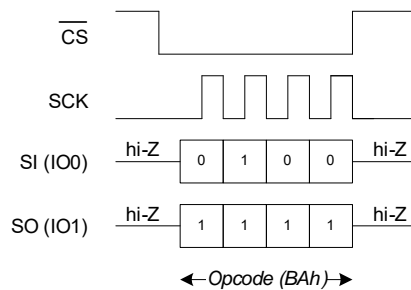 CS
SCK
hi-Z hi-Z
SI (IO0) 0 1 0 0
hi-Z hi-Z
SO (IO1) 1 1 1 1
Opcode (BAh)